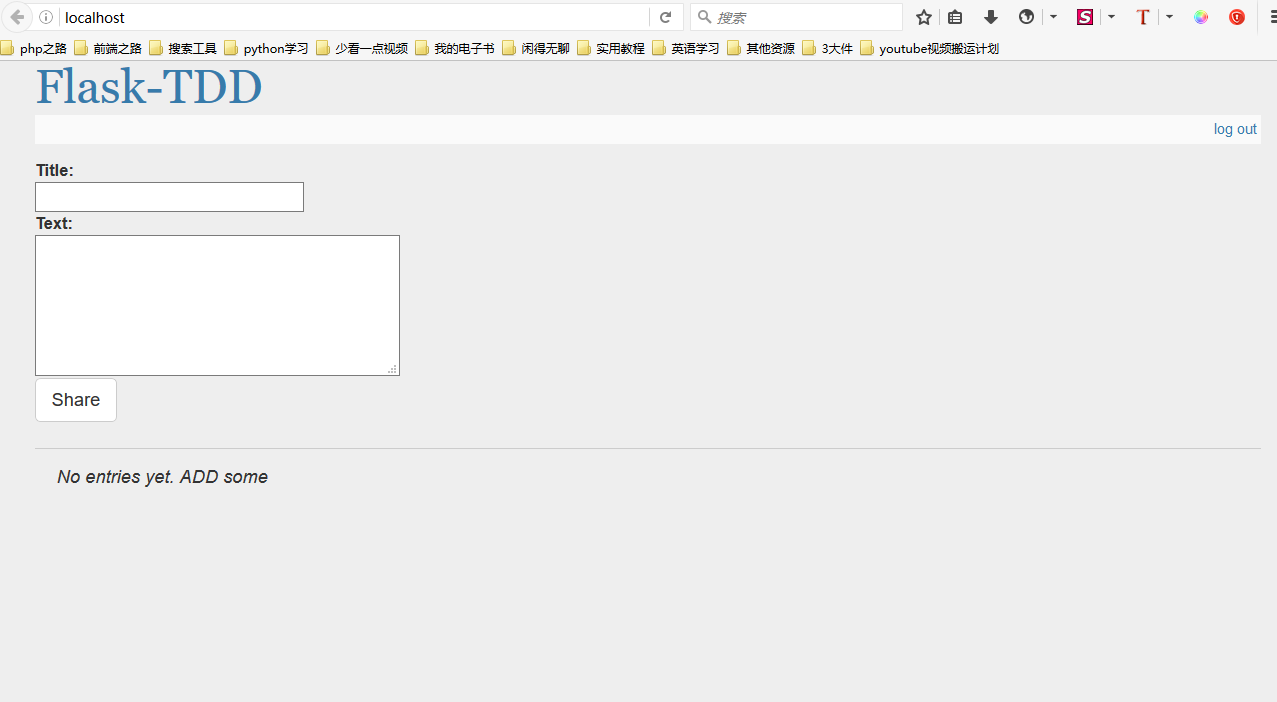 localhost
搜索
php之路 前端之路 搜索工具 python学习 少看一点视频 我的电子书 闲得无聊 实用教程 英语学习 其他资源 3大件 youtube视频搬运计划
Flask-TDD
log out
Title:
Text:
Share
No entries yet. ADD some